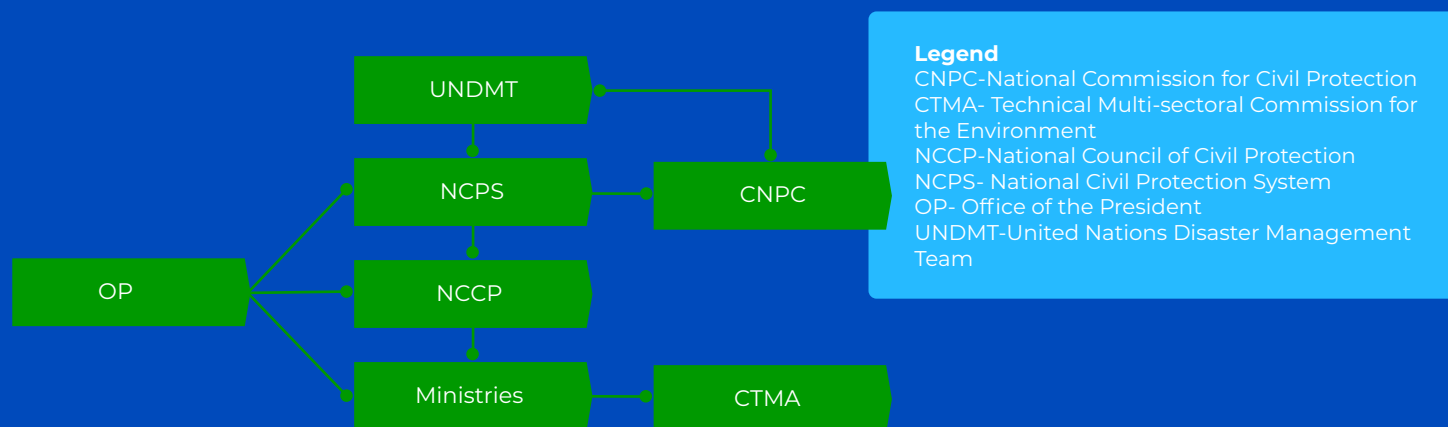 UNDMT
NCPS
CNPC
OP
NCCP
Ministries
CTMA
Legend
CNPC-National Commission for Civil Protection
CTMA- Technical Multi-sectoral Commission for
the Environment
NCCP-National Council of Civil Protection
NCPS- National Civil Protection System
OP- Office of the President
UNDMT-United Nations Disaster Management
Team